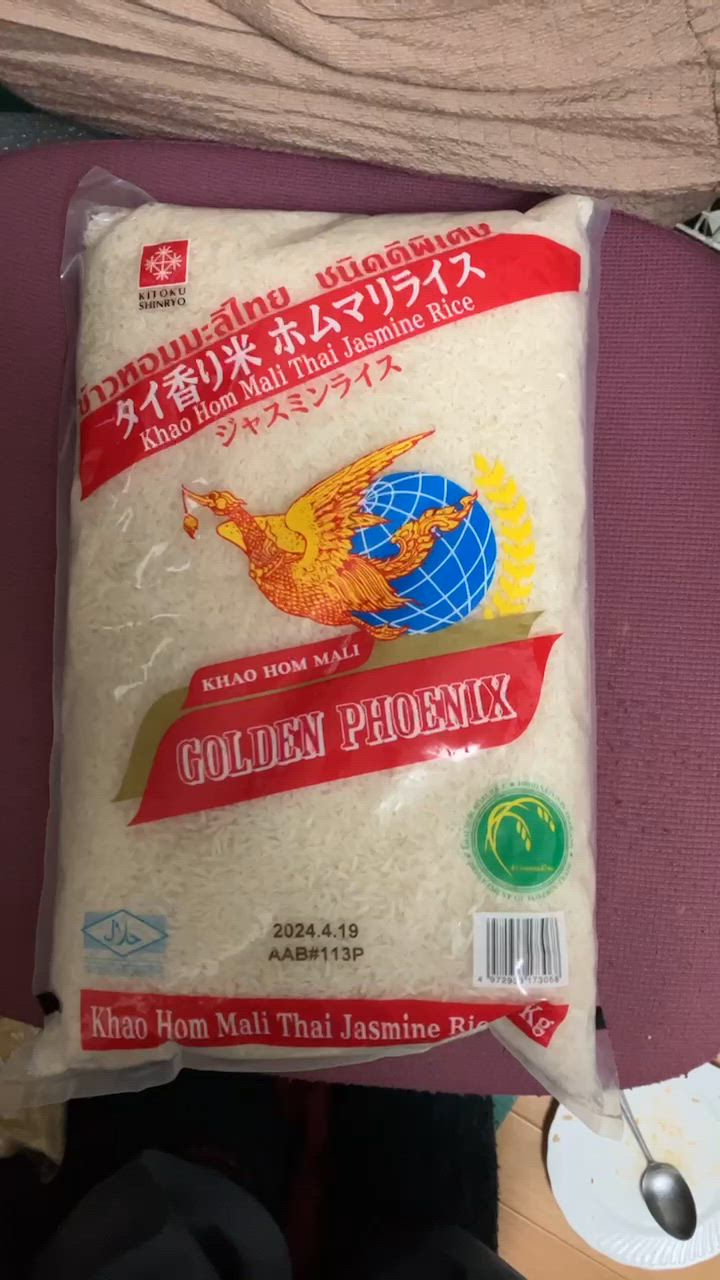 KITOKU
SHINRYO
ข้าวหอมมะลิไทย ชนิดดีพิเศษ
タイ香り米 ホムマリライス
Khao Hom Mali Thai Jasmine Rice
ジャスミンライス
KHAO HOM MALI
GOLDEN PHOENIX
حلال
2024.4.19
AAB#113P
Khao Hom Mali Thai Jasmine
Kg